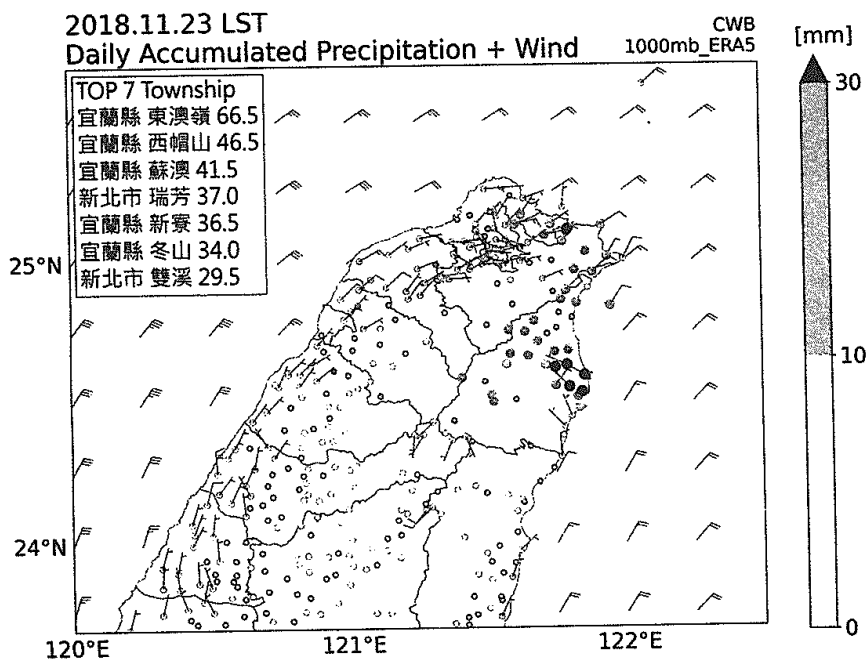 2018.11.23 LST
Daily Accumulated Precipitation + Wind
CWB
1000mb_ERA5
[mm]
TOP 7 Township
宜蘭縣 東澳嶺 66.5
宜蘭縣 西帽山 46.5
宜蘭縣 蘇澳 41.5
新北市 瑞芳 37.0
宜蘭縣 新寮 36.5
宜蘭縣 冬山 34.0
新北市 雙溪 29.5
30
10
0
25°N
24°N
120°E
121°E
122°E